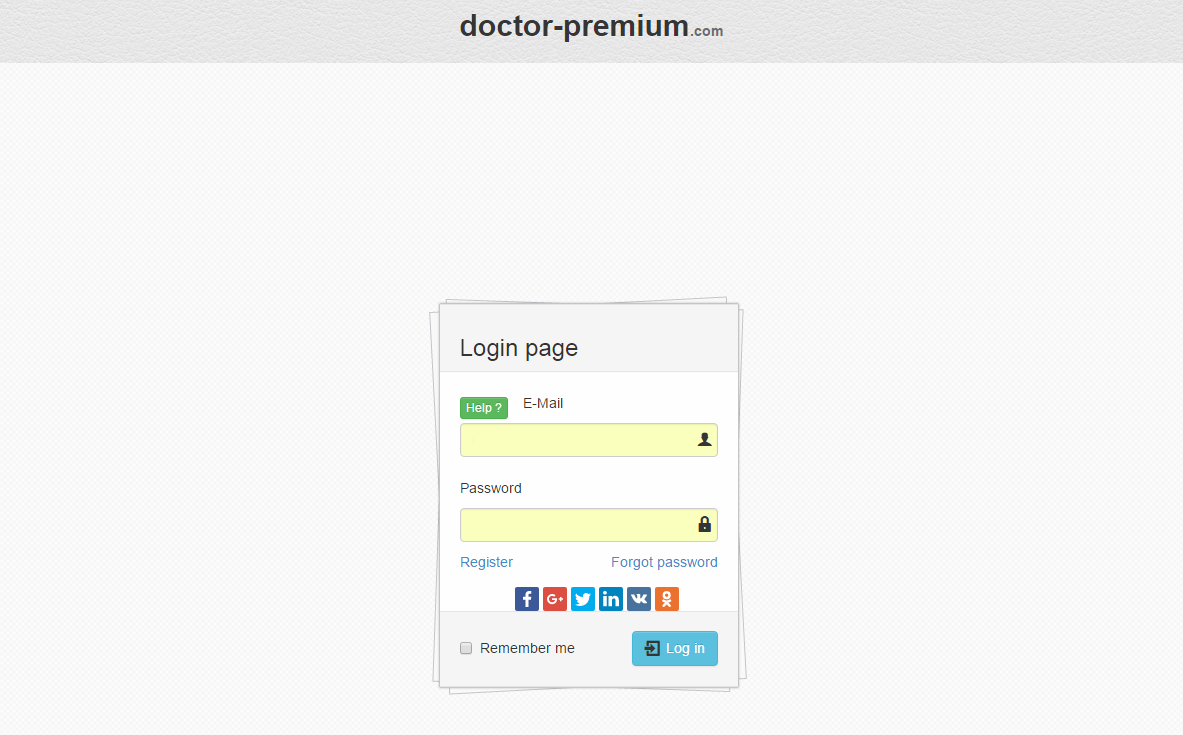 doctor-premium.com
Login page
Help ? E-Mail
Password
Register Forgot password
Remember me Log in